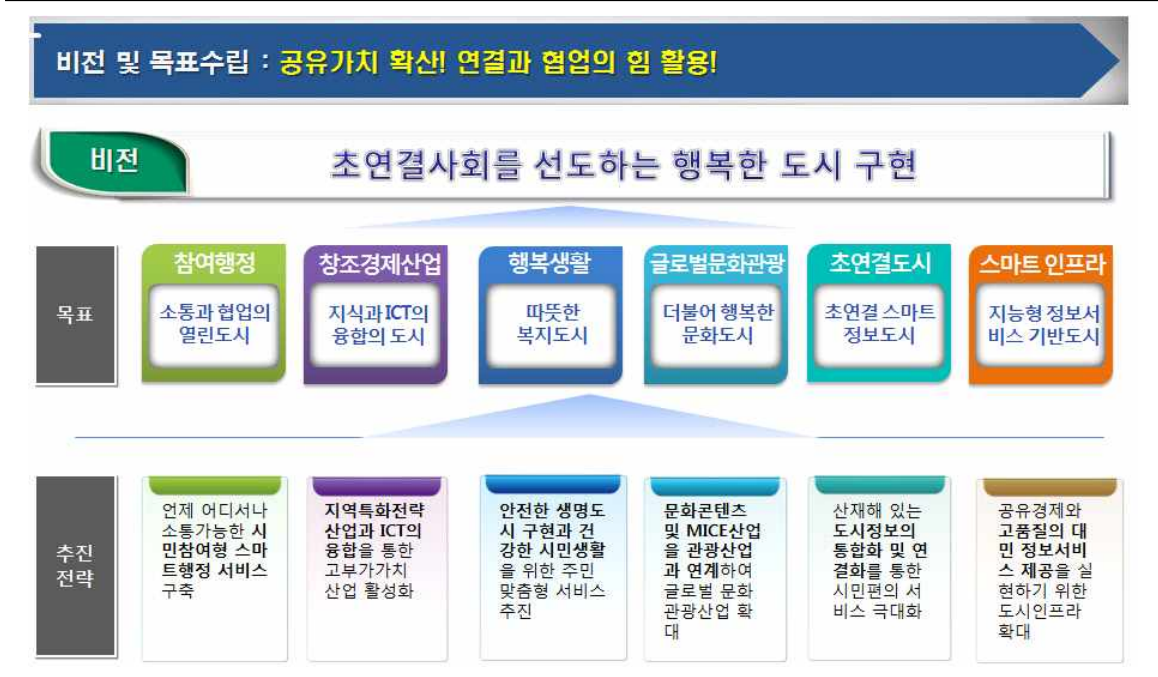 비전 및 목표수립 : 공유가치 확산! 연결과 협업의 힘 활용!
비전
초연결사회를 선도하는 행복한 도시 구현
목표
참여행정
소통과 협업의
열린도시
창조경제산업
지식과 ICT의
융합의 도시
행복생활
따뜻한
복지도시
글로벌문화관광
더불어 행복한
문화도시
초연결도시
초연결 스마트
정보도시
스마트 인프라
지능형 정보서
비스 기반도시
추진
전략
언제 어디서나
소통가능한 시
민참여형 스마
트행정 서비스
구축
지역특화전략
산업과 ICT의
융합을 통한
고부가가치
산업 활성화
안전한 생명도
시 구현과 건
강한 시민생활
을 위한 주민
맞춤형 서비스
추진
문화콘텐츠
및 MICE산업
을 관광산업
과 연계하여
글로벌 문화
관광산업 확
대
산재해 있는
도시정보의
통합화 및 연
결화를 통한
시민편의 서
비스 극대화
공유경제와
고품질의 대
민 정보서비
스 제공을 실
현하기 위한
도시인프라
확대